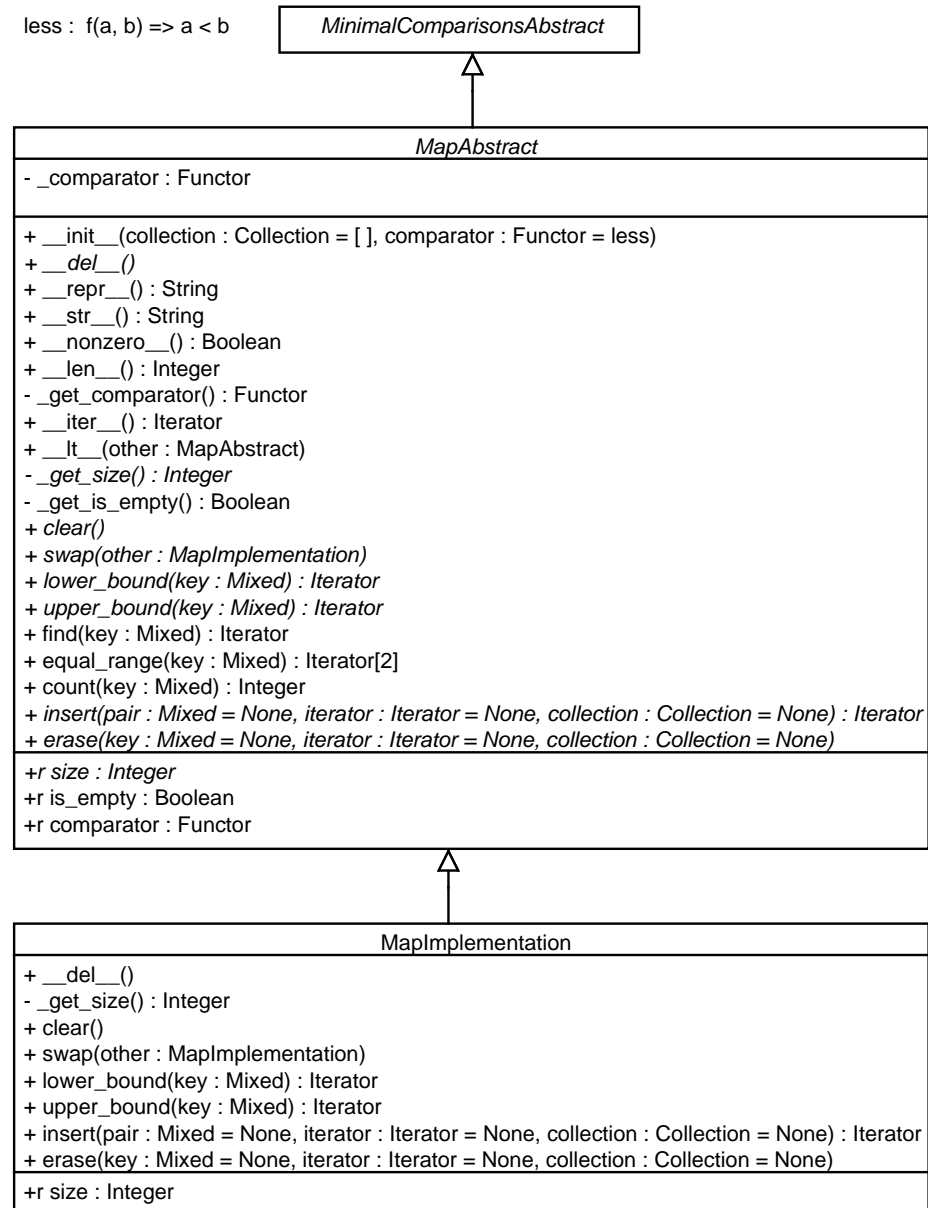 less :  f(a, b) => a < b
MinimalComparisonsAbstract
MapAbstract
- _comparator : Functor
+ __init__(collection : Collection = [ ], comparator : Functor = less)
+ __del__()
+ __repr__() : String
+ __str__() : String
+ __nonzero__() : Boolean
+ __len__() : Integer
- _get_comparator() : Functor
+ __iter__() : Iterator
+ __lt__(other : MapAbstract)
- _get_size() : Integer
- _get_is_empty() : Boolean
+ clear()
+ swap(other : MapImplementation)
+ lower_bound(key : Mixed) : Iterator
+ upper_bound(key : Mixed) : Iterator
+ find(key : Mixed) : Iterator
+ equal_range(key : Mixed) : Iterator[2]
+ count(key : Mixed) : Integer
+ insert(pair : Mixed = None, iterator : Iterator = None, collection : Collection = None) : Iterator
+ erase(key : Mixed = None, iterator : Iterator = None, collection : Collection = None)
+r size : Integer
+r is_empty : Boolean
+r comparator : Functor
MapImplementation
+ __del__()
- _get_size() : Integer
+ clear()
+ swap(other : MapImplementation)
+ lower_bound(key : Mixed) : Iterator
+ upper_bound(key : Mixed) : Iterator
+ insert(pair : Mixed = None, iterator : Iterator = None, collection : Collection = None) : Iterator
+ erase(key : Mixed = None, iterator : Iterator = None, collection : Collection = None)
+r size : Integer